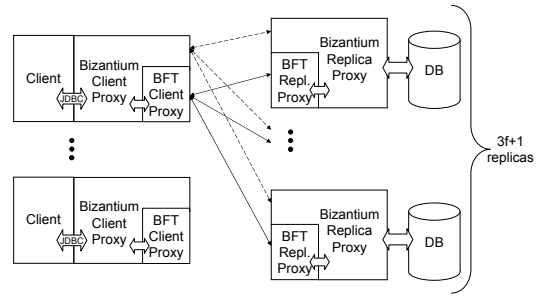 Client
JDBC
Bizantium
Client
Proxy
BFT
Client
Proxy
Bizantium
Replica
Proxy
BFT
Repl.
Proxy
DB
3f+1
replicas
Client
JDBC
Bizantium
Client
Proxy
BFT
Client
Proxy
Bizantium
Replica
Proxy
BFT
Repl.
Proxy
DB